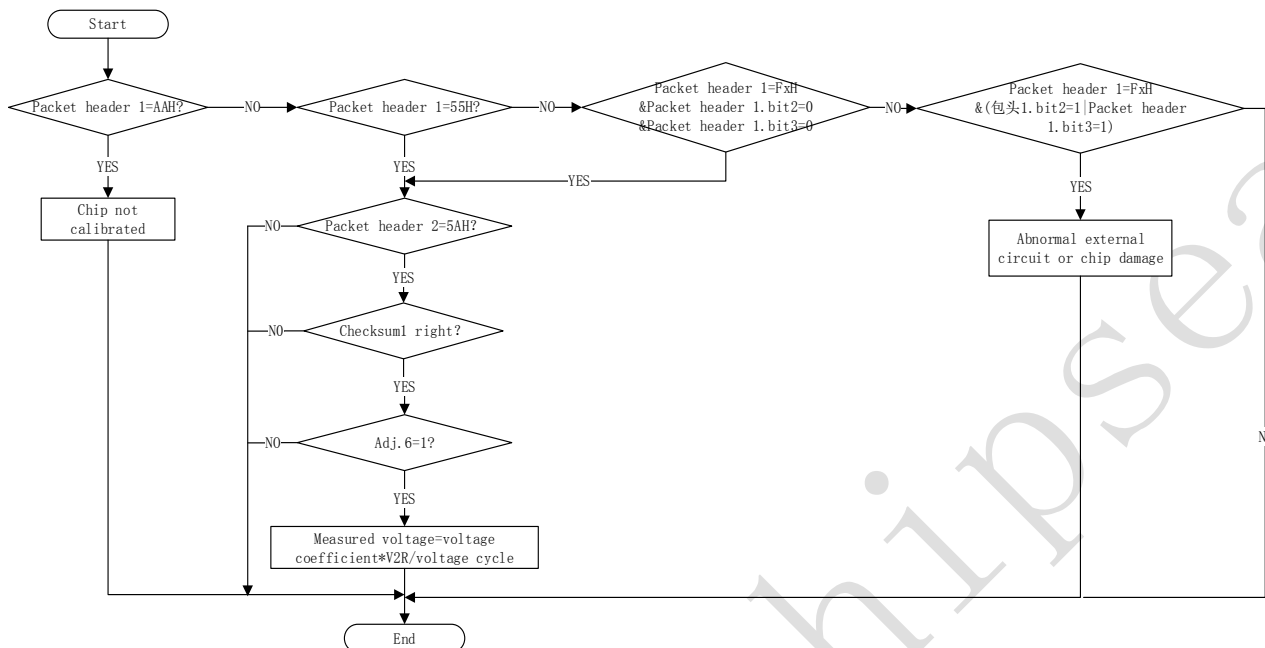 Start
Packet header 1=AAH?
NO
Packet header 1=55H?
NO
Packet header 1=FxH
&Packet header 1.bit2=0
&Packet header 1.bit3=0
NO
Packet header 1=FxH
&(包头1.bit2=1|Packet header
1.bit3=1)
YES
YES
YES
YES
Chip not
calibrated
NO
Packet header 2=5AH?
Abnormal external
circuit or chip damage
YES
NO
Checksum1 right?
YES
NO
Adj.6=1?
N
YES
Measured voltage=voltage
coefficient*V2R/voltage cycle
End
hipsea